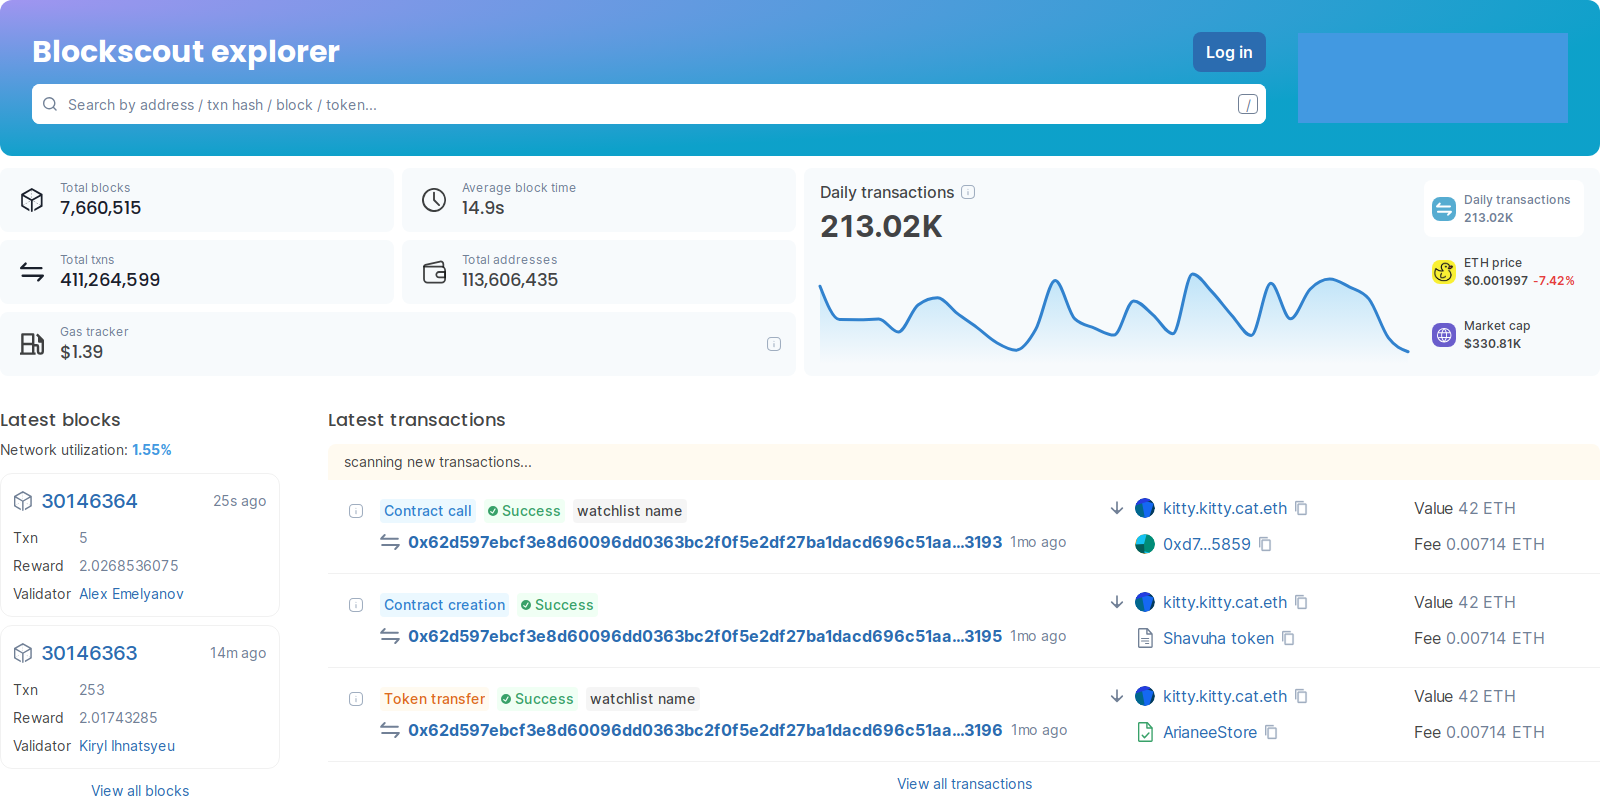 Blockscout explorer
Log in
Search by address / txn hash / block / token...
/
Total blocks
7,660,515
Average block time
14.9s
Total txns
411,264,599
Total addresses
113,606,435
Gas tracker
$1.39
Daily transactions
213.02K
Daily transactions
213.02K
ETH price
$0.001997 -7.42%
Market cap
$330.81K
Latest blocks
Network utilization: 1.55%
30146364 25s ago
Txn 5
Reward 2.0268536075
Validator Alex Emelyanov
30146363 14m ago
Txn 253
Reward 2.01743285
Validator Kiryl Ihnatsyeu
View all blocks
Latest transactions
scanning new transactions...
Contract call Success watchlist name
0x62d597ebcf3e8d60096dd0363bc2f0f5e2df27ba1dacd696c51aa...3193 1mo ago
kitty.kitty.cat.eth
0xd7...5859
Value 42 ETH
Fee 0.00714 ETH
Contract creation Success
0x62d597ebcf3e8d60096dd0363bc2f0f5e2df27ba1dacd696c51aa...3195 1mo ago
kitty.kitty.cat.eth
Shavuha token
Value 42 ETH
Fee 0.00714 ETH
Token transfer Success watchlist name
0x62d597ebcf3e8d60096dd0363bc2f0f5e2df27ba1dacd696c51aa...3196 1mo ago
kitty.kitty.cat.eth
ArianeeStore
Value 42 ETH
Fee 0.00714 ETH
View all transactions